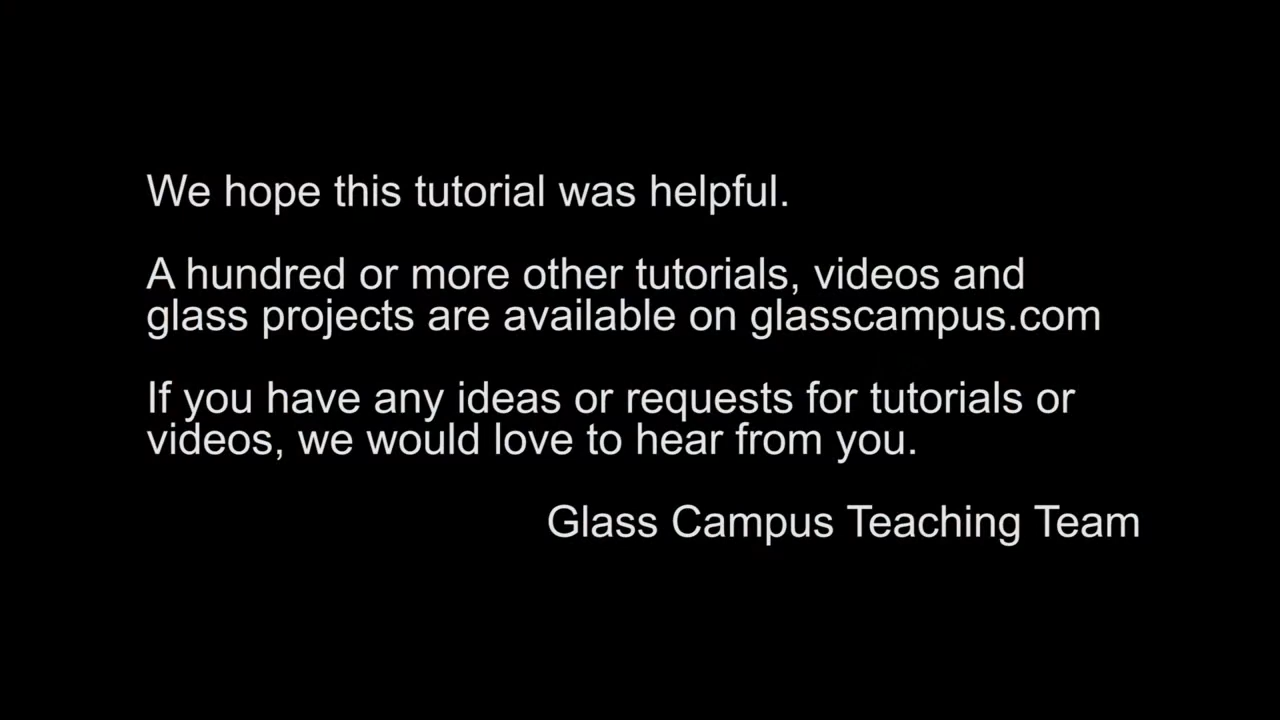 We hope this tutorial was helpful.
A hundred or more other tutorials, videos and
glass projects are available on glasscampus.com
If you have any ideas or requests for tutorials or
videos, we would love to hear from you.
Glass Campus Teaching Team